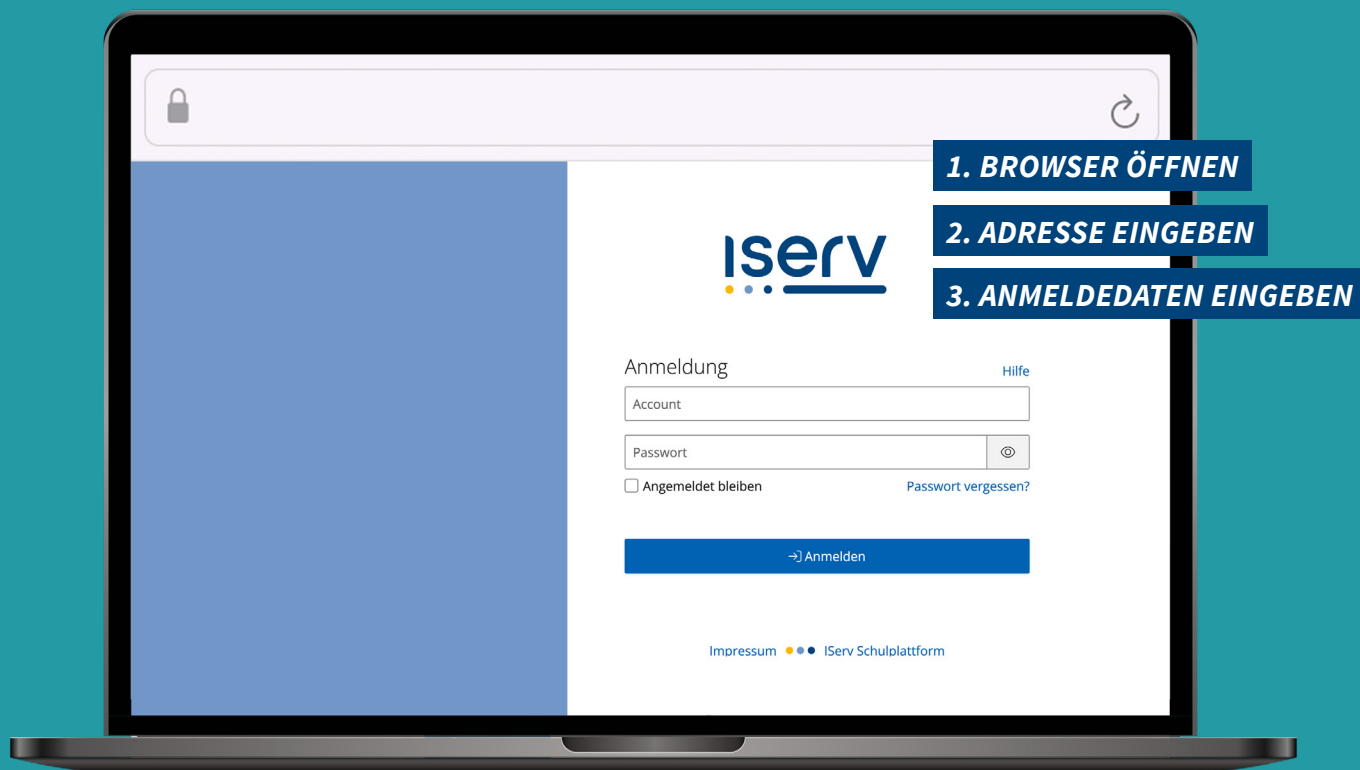 1. BROWSER ÖFFNEN
2. ADRESSE EINGEBEN
3. ANMELDEDATEN EINGEBEN
Iserv
Anmeldung
Hilfe
Account
Passwort
Angemeldet bleiben
Passwort vergessen?
Anmelden
Impressum IServ Schulplattform